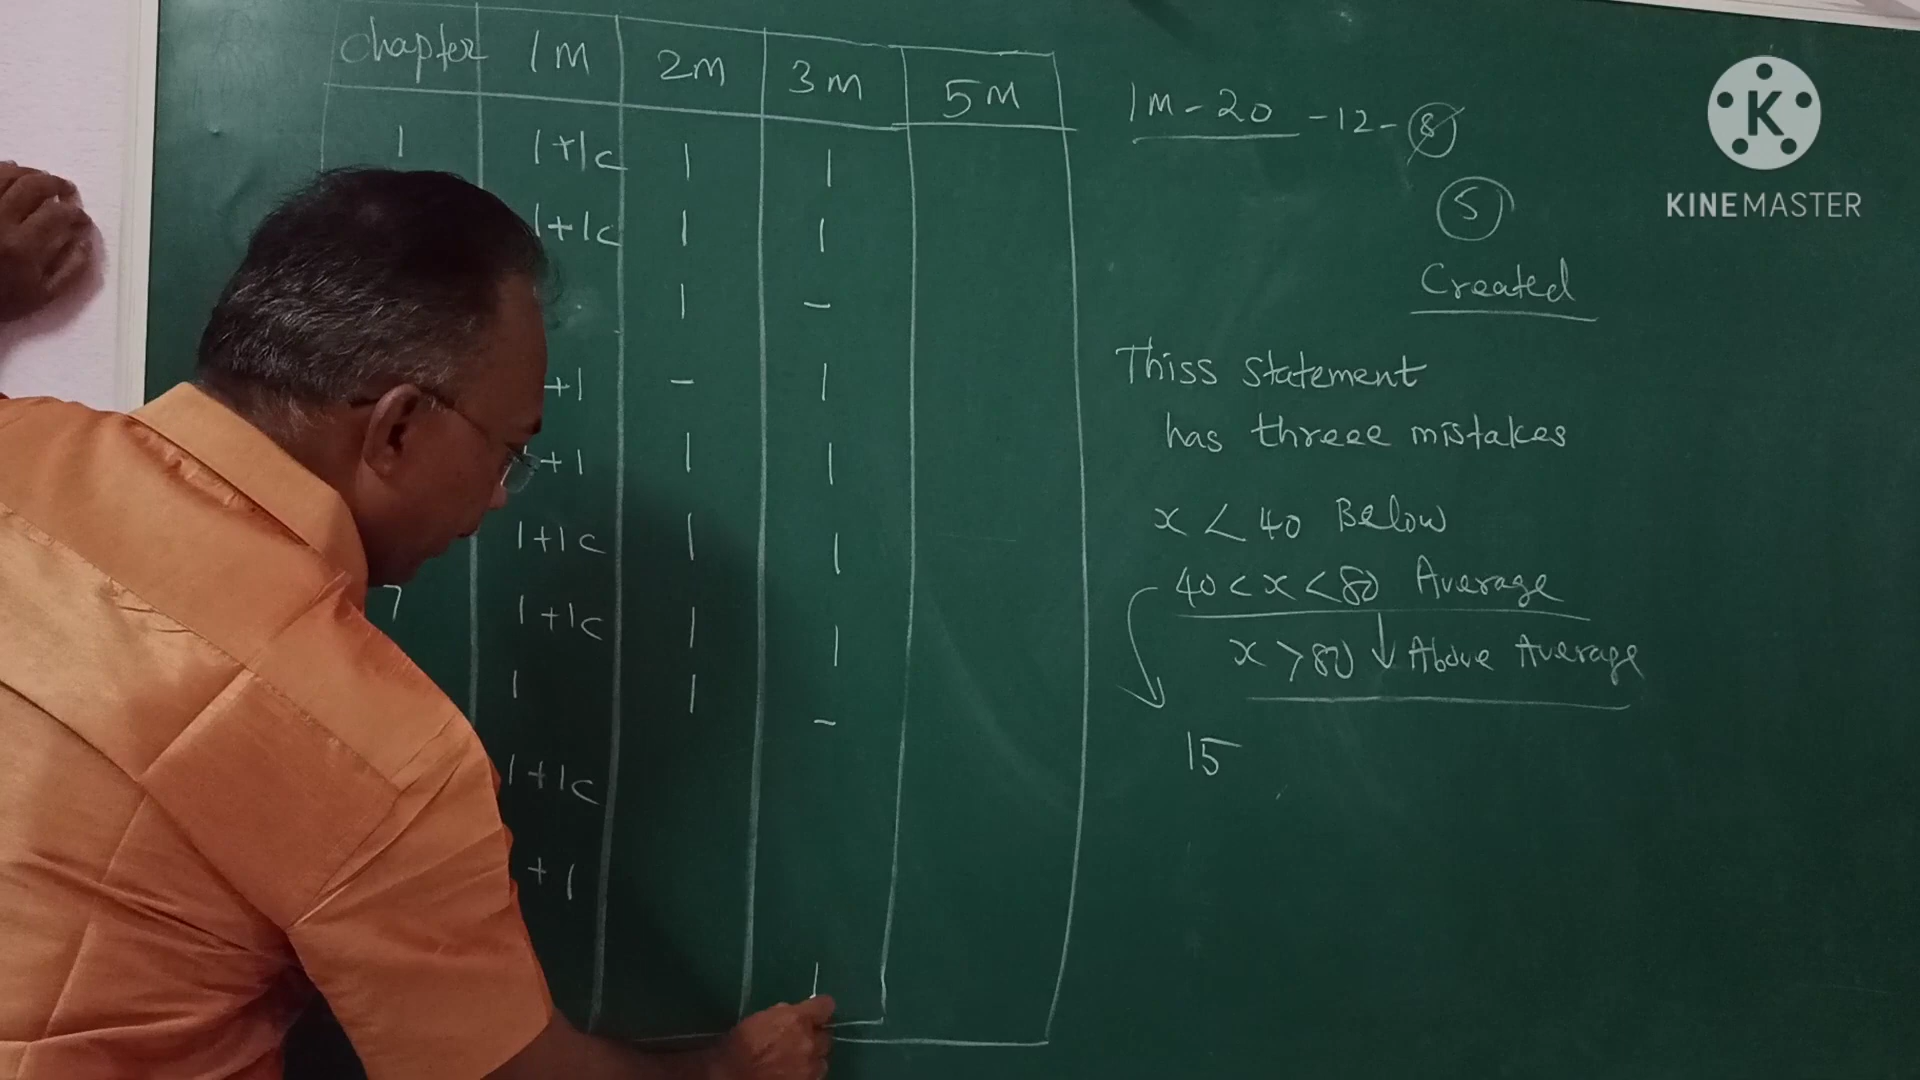 chapter 1M 2M 3M 5M
1 1+1c 1 1
1+1c 1 1
1 -
+1 - 1
+1 1 1
1+1c 1 1
7 1+1c 1 1
1 1 -
1+1c
+1
1
1M - 20 - 12 - 8
5
Created
Thiss statement
has threee mistakes
x < 40 Below
40 < x < 80 Average
x > 80 ↓ Above Average
15
K
KINEMASTER